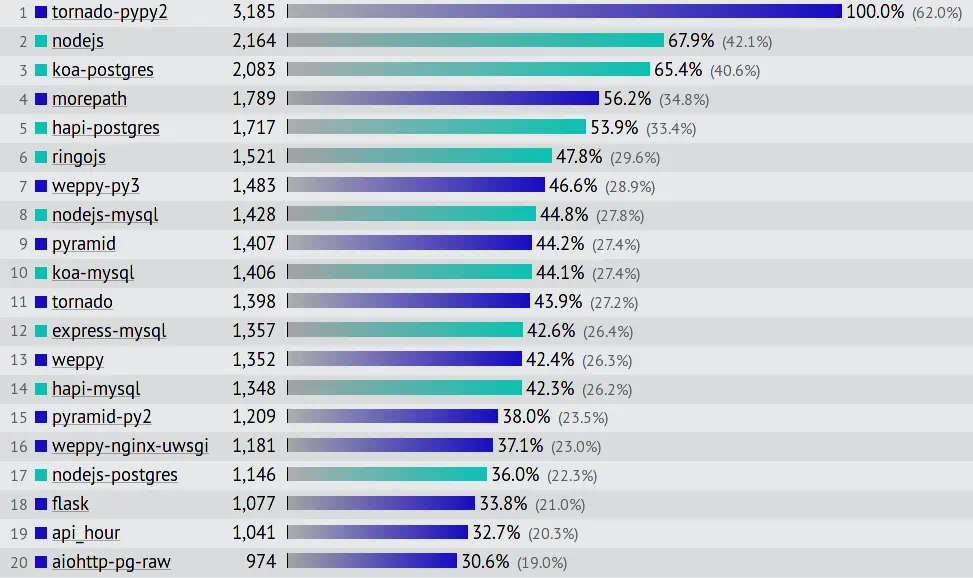 1 tornado-pypy2 3,185 100.0% (62.0%)
2 nodejs 2,164 67.9% (42.1%)
3 koa-postgres 2,083 65.4% (40.6%)
4 morepath 1,789 56.2% (34.8%)
5 hapi-postgres 1,717 53.9% (33.4%)
6 ringojs 1,521 47.8% (29.6%)
7 weppy-py3 1,483 46.6% (28.9%)
8 nodejs-mysql 1,428 44.8% (27.8%)
9 pyramid 1,407 44.2% (27.4%)
10 koa-mysql 1,406 44.1% (27.4%)
11 tornado 1,398 43.9% (27.2%)
12 express-mysql 1,357 42.6% (26.4%)
13 weppy 1,352 42.4% (26.3%)
14 hapi-mysql 1,348 42.3% (26.2%)
15 pyramid-py2 1,209 38.0% (23.5%)
16 weppy-nginx-uwsgi 1,181 37.1% (23.0%)
17 nodejs-postgres 1,146 36.0% (22.3%)
18 flask 1,077 33.8% (21.0%)
19 api_hour 1,041 32.7% (20.3%)
20 aiohttp-pg-raw 974 30.6% (19.0%)